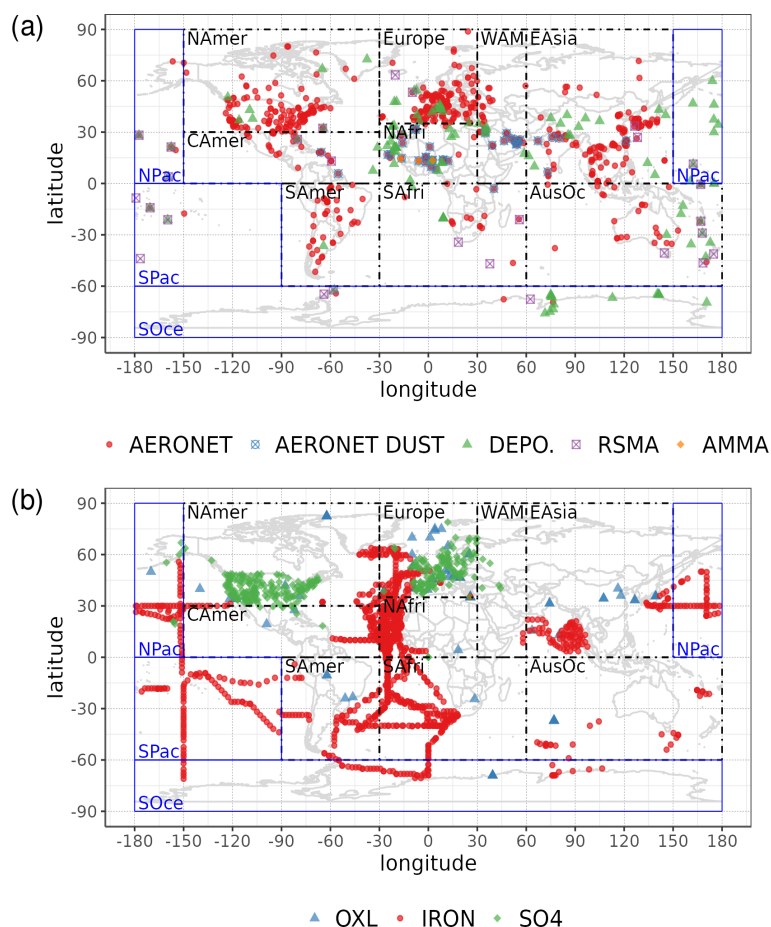 (a)
NAmer Europe WAM EAsia
CAmer NAfri
NPac SAmer SAfri AusOc NPac
SPac
SOce
90
60
30
0
-30
-60
-90
latitude
-180 -150 -120 -90 -60 -30 0 30 60 90 120 150 180
longitude
AERONET AERONET DUST DEPO. RSMA AMMA
(b)
NAmer Europe WAM EAsia
CAmer NAfri
NPac SAmer SAfri AusOc NPac
SPac
SOce
90
60
30
0
-30
-60
-90
latitude
-180 -150 -120 -90 -60 -30 0 30 60 90 120 150 180
longitude
OXL IRON SO4